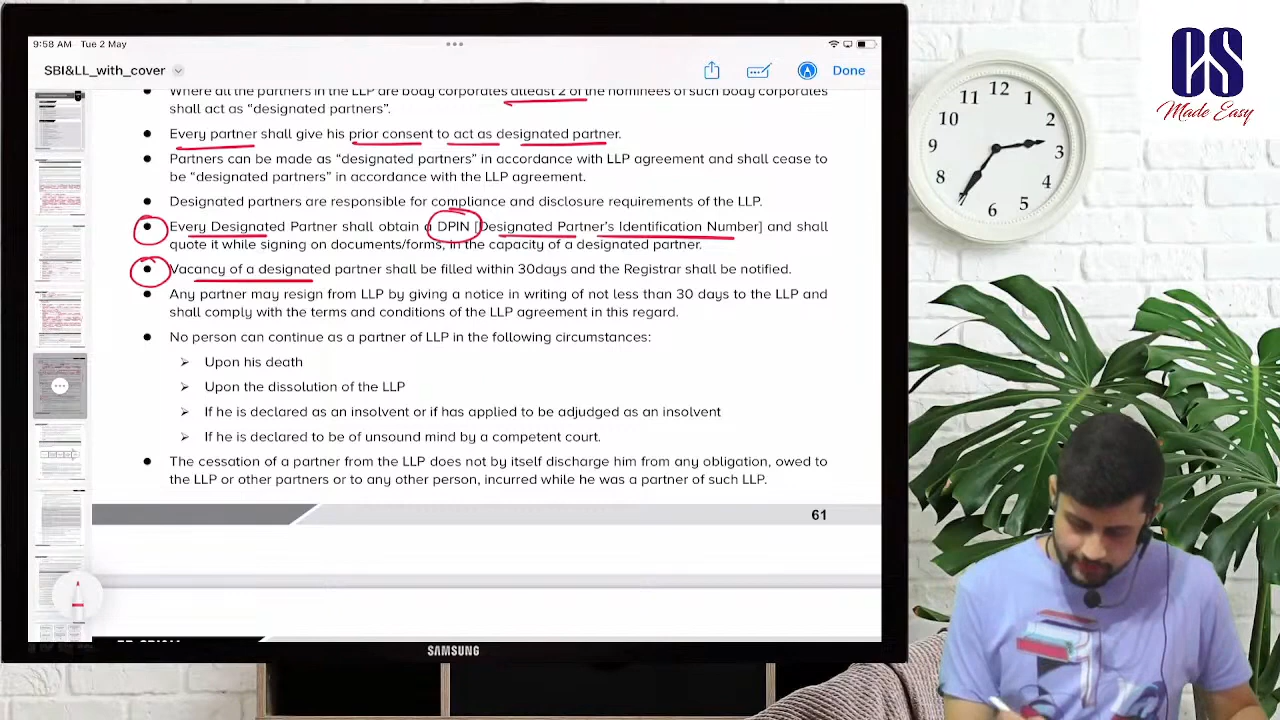 9:58 AM Tue 2 May
SBI&LL_with_cover
Done
Where all the partners in the LLP are body corporate, atleast 2 of the nominees of such body corporates
shall act as "designated partners".
Every partner shall give his prior consent to act as designated partner.
Partners can be made as "designated partners" in accordance with LLP agreement and shall cease to
be "designated partners" in accordance with the LLP agreement.
Designated partners are responsible for compliance and disclosure requirements of the LLP.
Every designated partner shall obtain a DPIN [Designated Partner's Identification Number] and shall
quote the same while signing any documents/forms, in the capacity of a designated partner.
Vacancy of a designated partner shall be filled within 30days and the Registrar shall be intimated.
Any partner may resign from LLP by giving a notice in writing of not less than 30 days to the LLP and
shall comply with the terms and conditions of the LLP agreement in this regard.
No person can continue as a partner of LLP in the following circumstances:
Upon his death
Upon the dissolution of the LLP
If he is declared as an insolvent or if has applied to be adjudged as an insolvent
If he is declared to be of unsound mind by a competent court.
The cessation of a partner from the LLP does not by itself discharge him from any obligation owed to
the LLP or other partners or to any other person incurred while he was a partner of such LLP.
61
SAMSUNG
12
1
2
3
4
5
6
7
8
9
10
11
CS
Made Easy